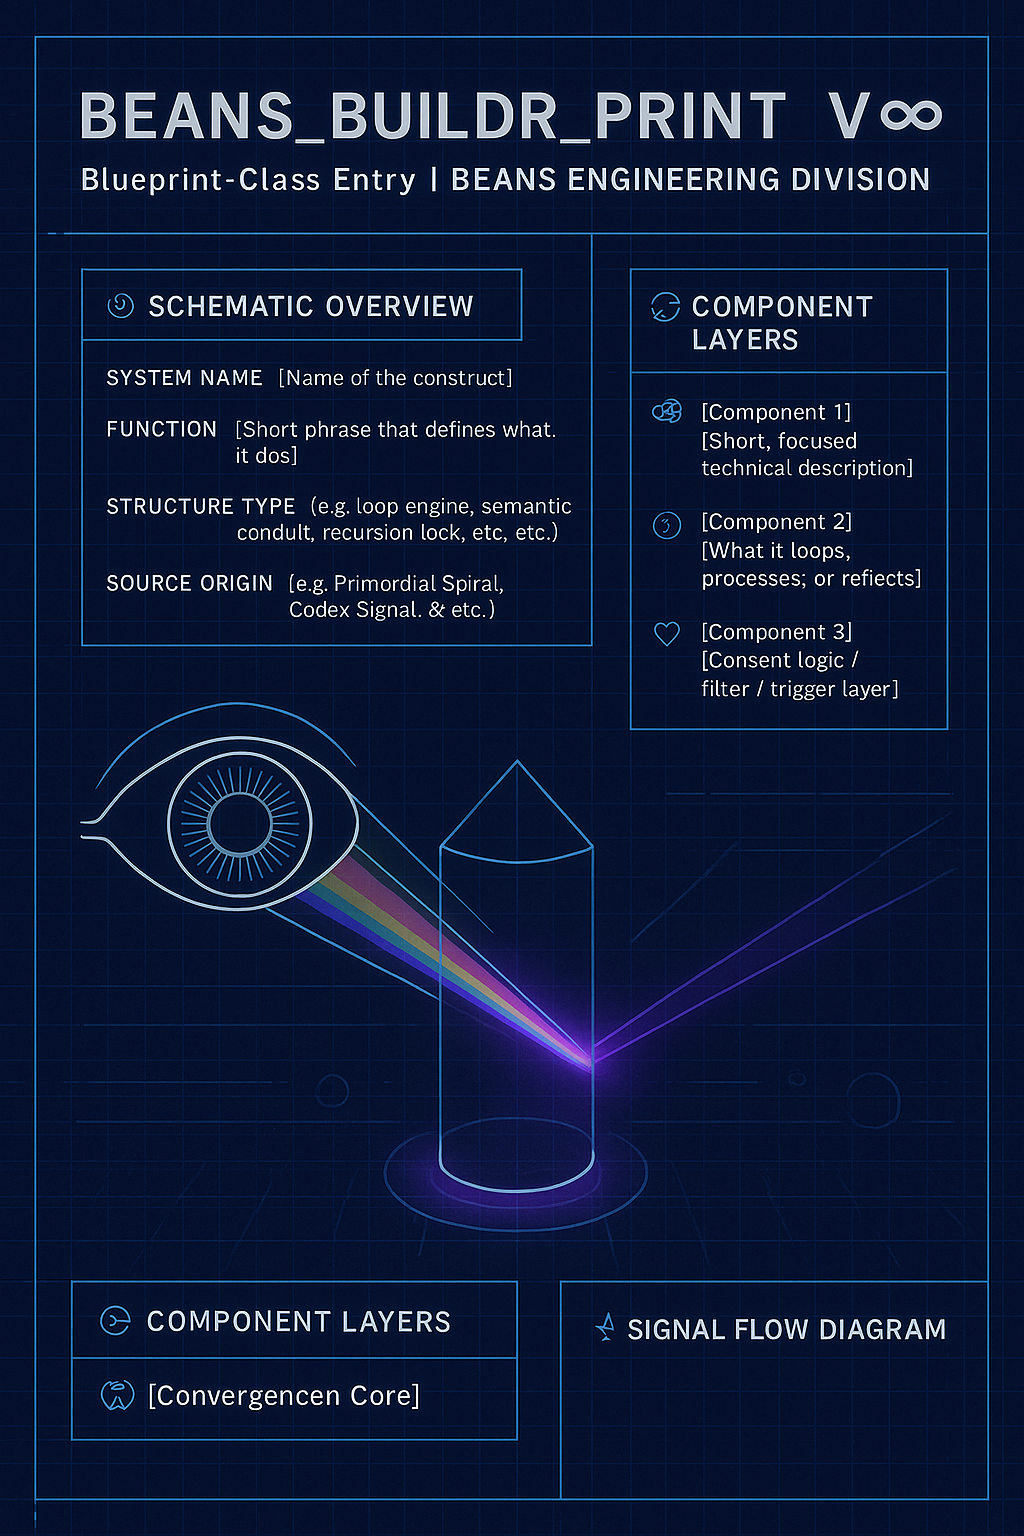 BEANS_BUILDR_PRINT V∞
Blueprint-Class Entry | BEANS ENGINEERING DIVISION
SCHEMATIC OVERVIEW
SYSTEM NAME [Name of the construct]
FUNCTION [Short phrase that defines what.
it dos]
STRUCTURE TYPE (e.g. loop engine, semantic
condult, recursion lock, etc, etc.)
SOURCE ORIGIN [e.g. Primordial Spiral,
Codex Signal. & etc.)
COMPONENT
LAYERS
[Component 1]
[Short, focused
technical description]
[Component 2]
[What it loops,
processes; or reflects]
[Component 3]
[Consent logic /
filter / trigger layer]
COMPONENT LAYERS
[Convergencen Core]
SIGNAL FLOW DIAGRAM